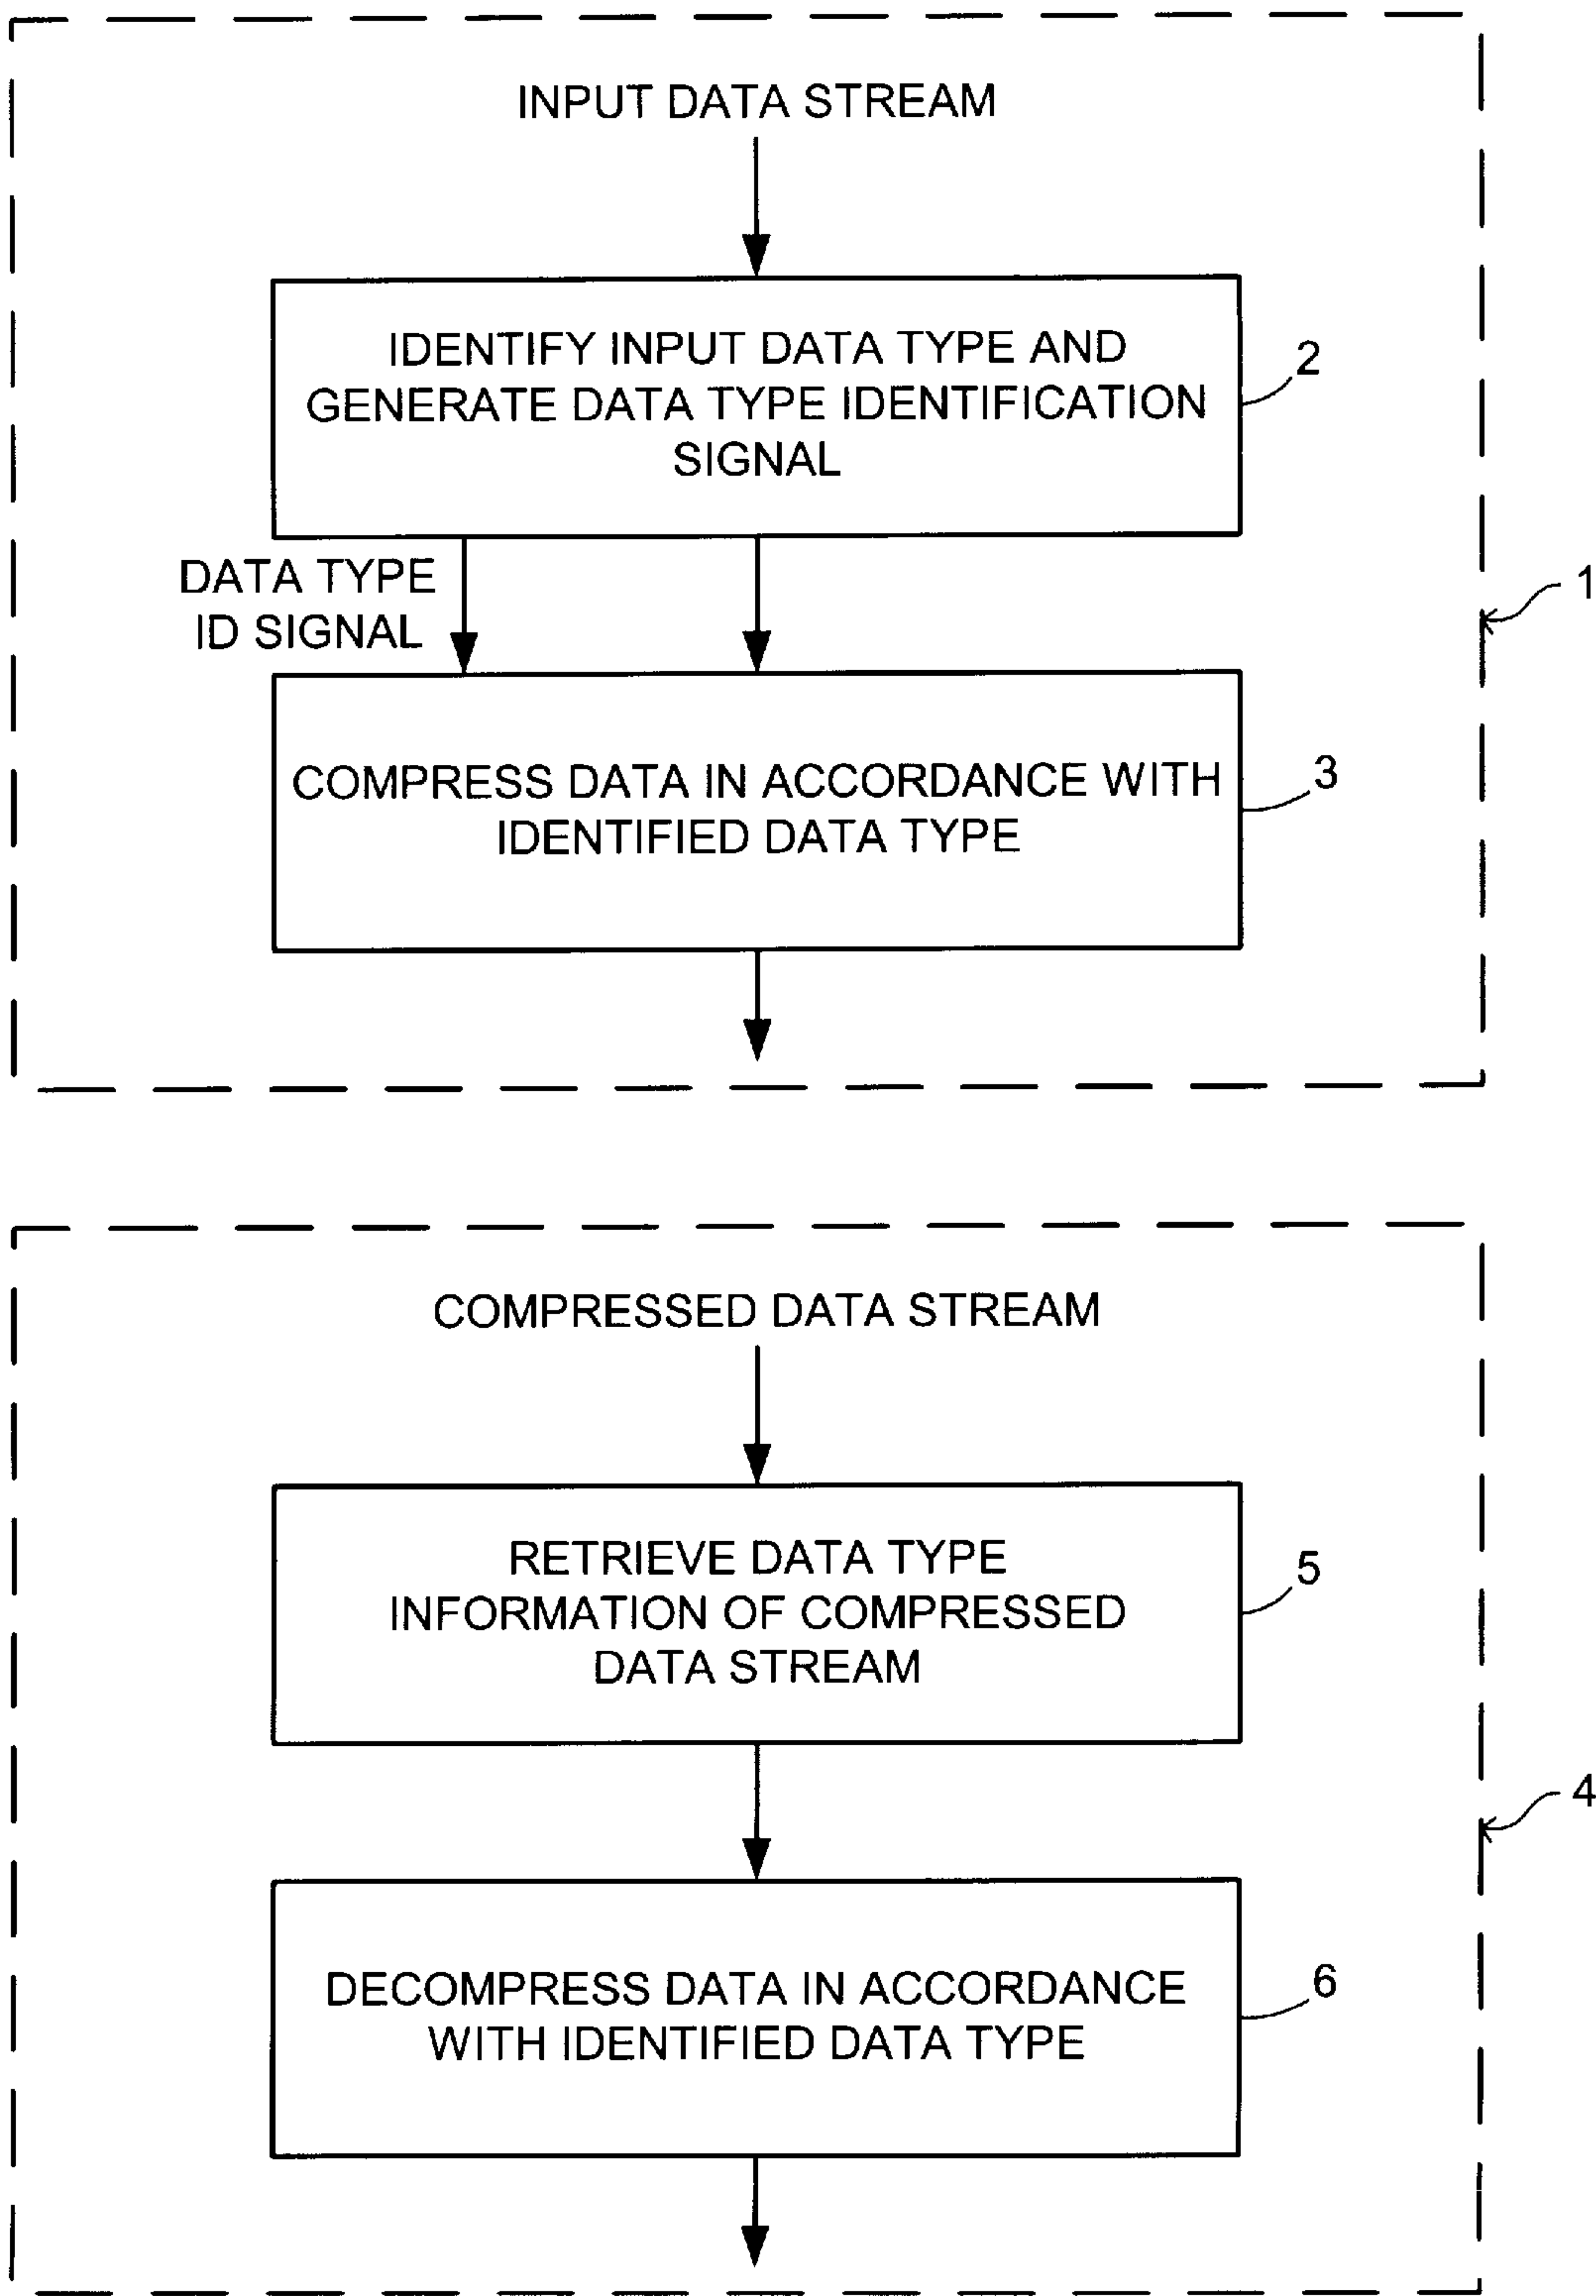 INPUT DATA STREAM
IDENTIFY INPUT DATA TYPE AND
GENERATE DATA TYPE IDENTIFICATION
SIGNAL
2
DATA TYPE
ID SIGNAL
1
COMPRESS DATA IN ACCORDANCE WITH
IDENTIFIED DATA TYPE
3
COMPRESSED DATA STREAM
RETRIEVE DATA TYPE
INFORMATION OF COMPRESSED
DATA STREAM
5
4
DECOMPRESS DATA IN ACCORDANCE
WITH IDENTIFIED DATA TYPE
6